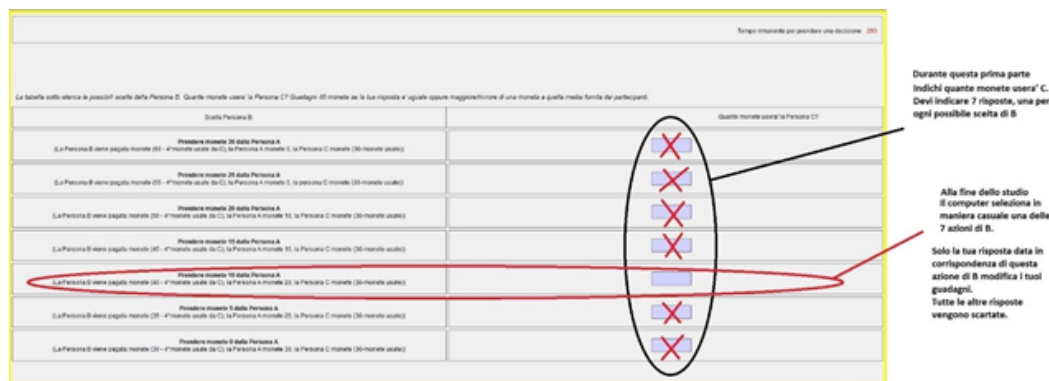 Tempo rimanente per prendere una decisione 293
La tabella sotto elenca le possibili scelte della Persona B. Quante monete usera' la Persona C? Guadagni 40 monete se la tua risposta e' uguale oppure maggiore/minore di una moneta a quella media fornita dai partecipanti.
Scelta Persona B:
Quante monete usera' la Persona C?
Prendere monete 30 dalla Persona A
(La Persona B viene pagata monete (60 - 4*monete usate da C), la Persona A monete la Persona C monete (30-monete usate))
Prendere monete 25 dalla Persona A
(La Persona B viene pagata monete (55 - 4*monete usate da C), la Persona A monete 5, la persona C monete (30-monete usate))
Prendere monete 20 dalla Persona A
(La Persona B viene pagata monete (50 - 4*monete usate da C), la Persona A monete 10, la Persona C monete (30-monete usate))
Prendere monete 15 dalla Persona A
(La Persona B viene pagata monete (45 - 4*monete usate da C), la Persona A monete 15, la Persona C monete (30-monete usate))
Prendere monete 10 dalla Persona A
(La Persona B viene pagata monete (40 - 4*monete usate da C), la Persona A monete 20, la Persona C monete (30-monete usate))
Prendere monete 5 dalla Persona A
(La Persona B viene pagata monete (35 - 4*monete usate da C), la Persona A monete 25, la Persona C monete (30-monete usate))
Prendere monete 0 dalla Persona A
(La Persona B viene pagata monete (30 - 4*monete usate da C), la Persona A monete 30, la Persona C monete (30-monete usate))
Durante questa prima parte
Indichi quante monete usera' C.
Devi indicare 7 risposte, una per
ogni possibile scelta di B
Alla fine dello studio
Il computer seleziona in
maniera casuale una delle
7 azioni di B.
Solo la tua risposta data in
corrispondenza di questa
azione di B modifica i tuoi
guadagni.
Tutte le altre risposte
vengono scartate.